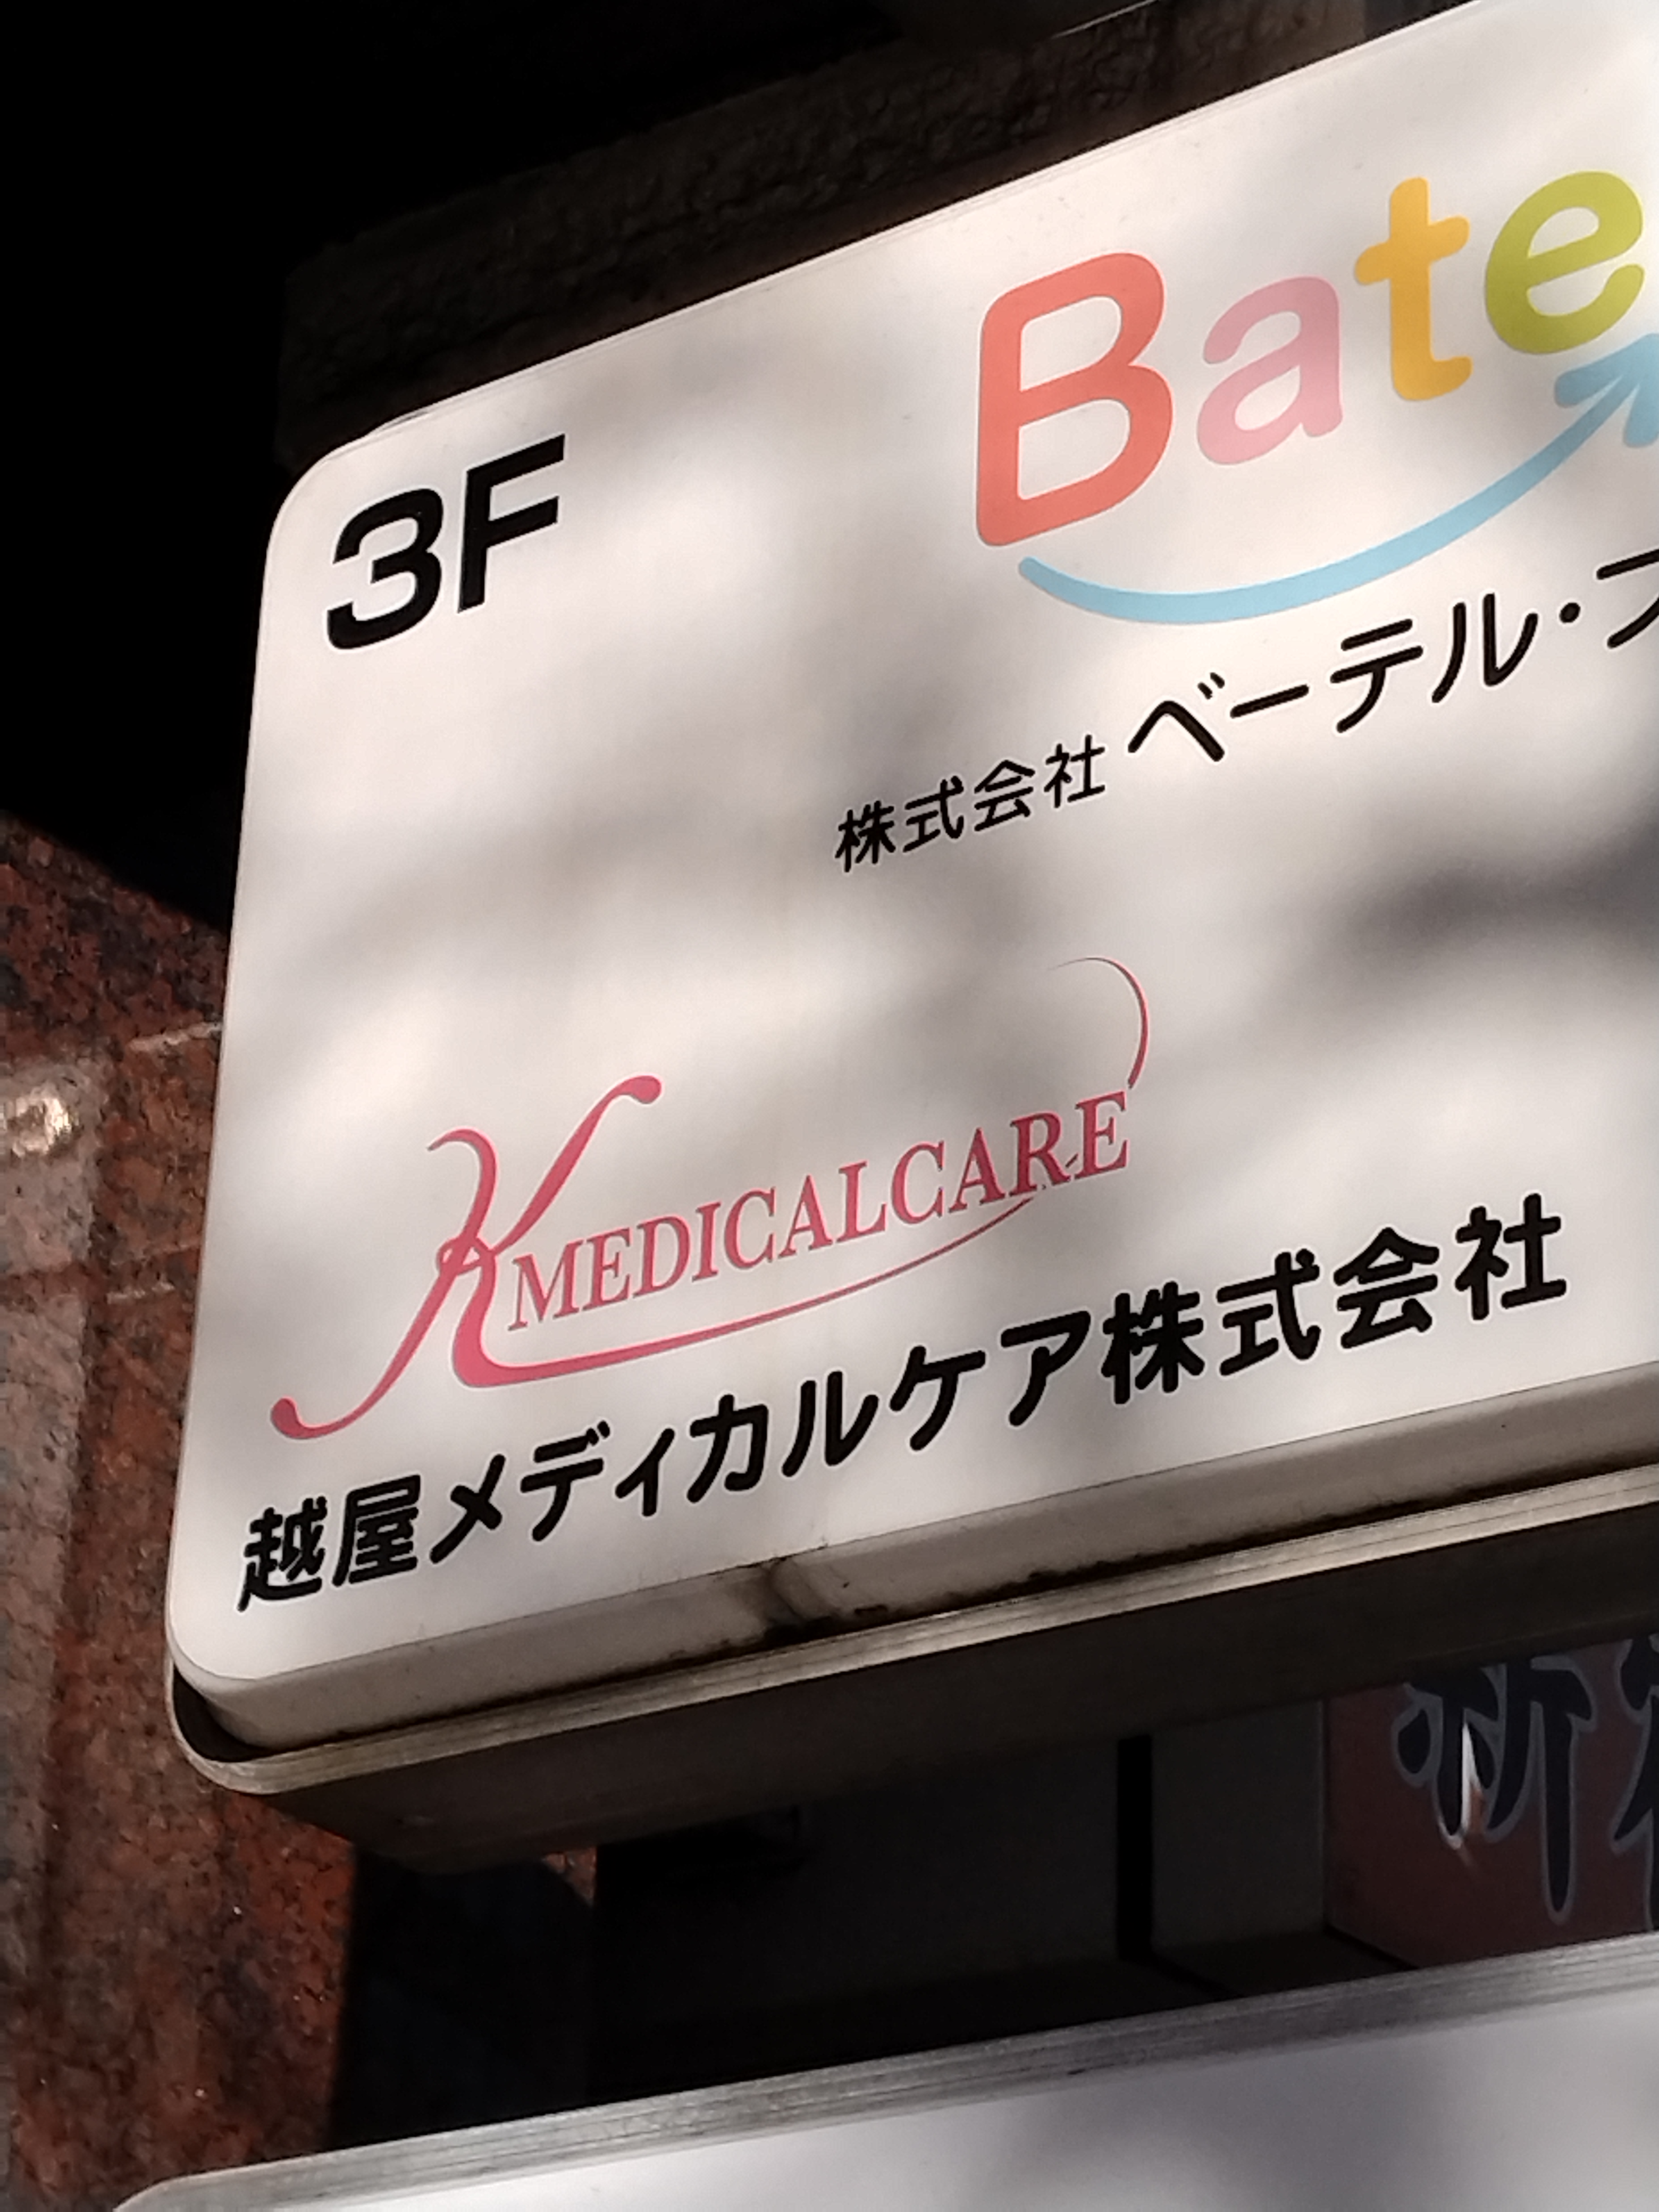 3F
Bate
株式会社 ベーテル・
K MEDICALCARE
越屋メディカルケア株式会社
新